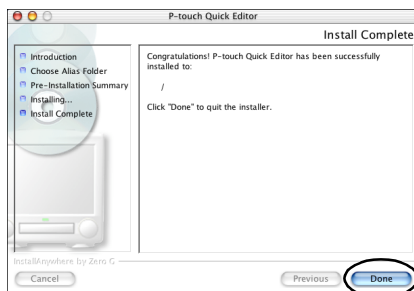 P-touch Quick Editor
Install Complete
Introduction
Choose Alias Folder
Pre-Installation Summary
Installing...
Install Complete
Congratulations! P-touch Quick Editor has been successfully
installed to:
/
Click "Done" to quit the installer.
InstallAnywhere by Zero G
Cancel
Previous
Done